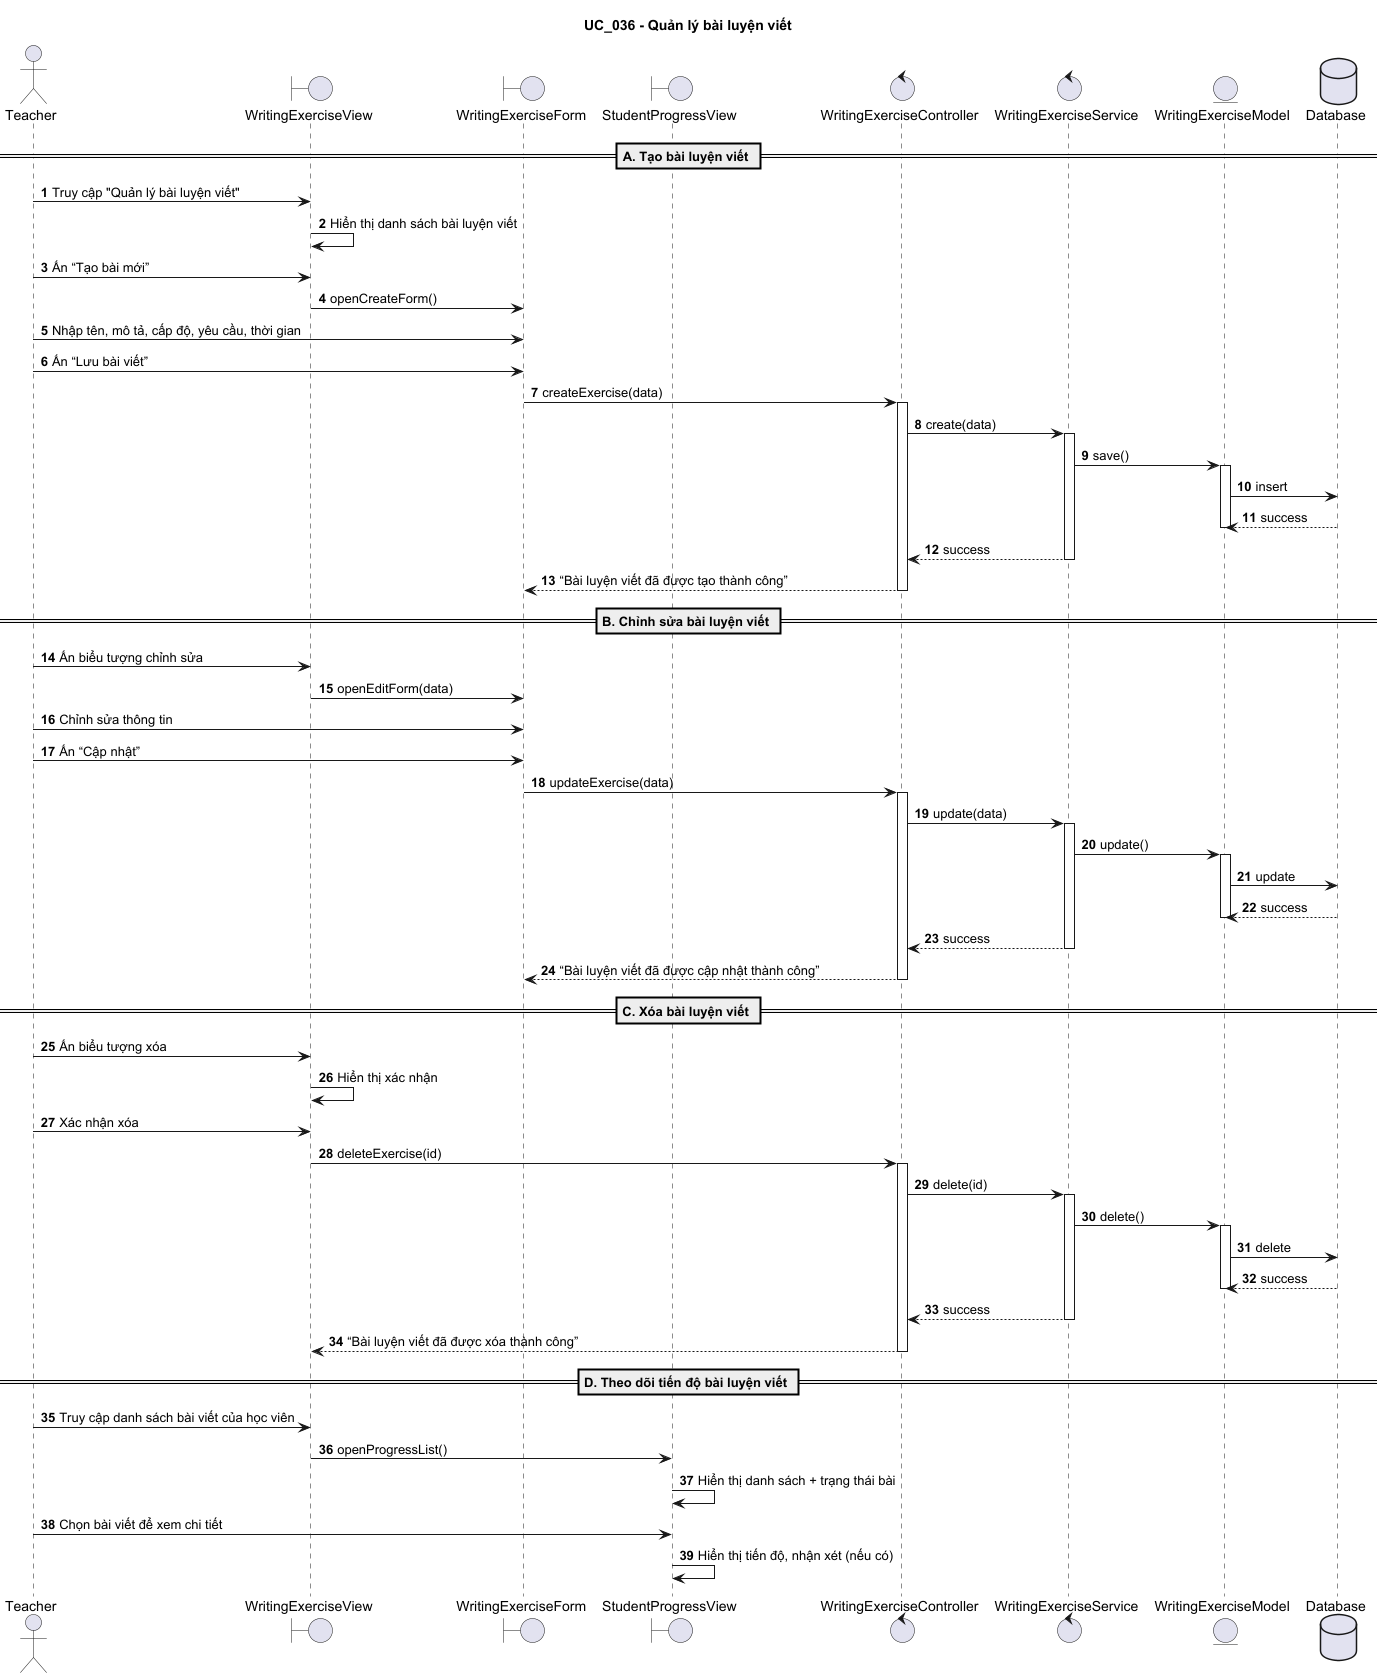 UC_036 - Quản lý bài luyện viết
Teacher
WritingExerciseView
WritingExerciseForm
StudentProgressView
WritingExerciseController
WritingExerciseService
WritingExerciseModel
Database
A. Tạo bài luyện viết
1 Truy cập "Quản lý bài luyện viết"
2 Hiển thị danh sách bài luyện viết
3 Ấn “Tạo bài mới”
4 openCreateForm()
5 Nhập tên, mô tả, cấp độ, yêu cầu, thời gian
6 Ấn “Lưu bài viết”
7 createExercise(data)
8 create(data)
9 save()
10 insert
11 success
12 success
13 “Bài luyện viết đã được tạo thành công”
B. Chỉnh sửa bài luyện viết
14 Ấn biểu tượng chỉnh sửa
15 openEditForm(data)
16 Chỉnh sửa thông tin
17 Ấn “Cập nhật”
18 updateExercise(data)
19 update(data)
20 update()
21 update
22 success
23 success
24 “Bài luyện viết đã được cập nhật thành công”
C. Xóa bài luyện viết
25 Ấn biểu tượng xóa
26 Hiển thị xác nhận
27 Xác nhận xóa
28 deleteExercise(id)
29 delete(id)
30 delete()
31 delete
32 success
33 success
34 “Bài luyện viết đã được xóa thành công”
D. Theo dõi tiến độ bài luyện viết
35 Truy cập danh sách bài viết của học viên
36 openProgressList()
37 Hiển thị danh sách + trạng thái bài
38 Chọn bài viết để xem chi tiết
39 Hiển thị tiến độ, nhận xét (nếu có)
Teacher
WritingExerciseView
WritingExerciseForm
StudentProgressView
WritingExerciseController
WritingExerciseService
WritingExerciseModel
Database